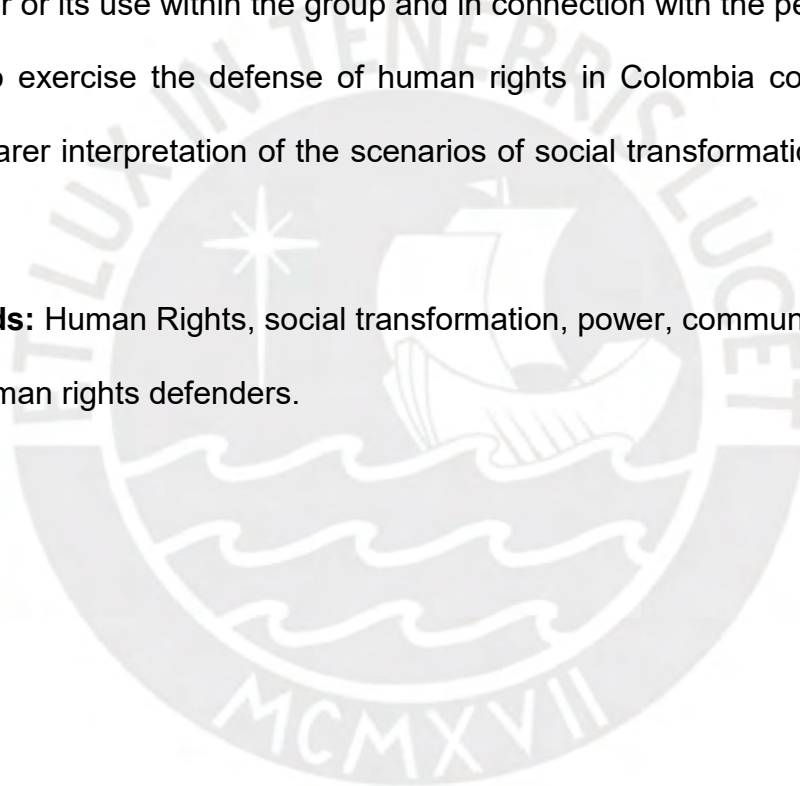 r or its use within the group and in connection with the pe
o exercise the defense of human rights in Colombia co
arer interpretation of the scenarios of social transformatio
ds: Human Rights, social transformation, power, commun
man rights defenders.
ET LUX IN TENEBRIS LUCET
MCMXVII